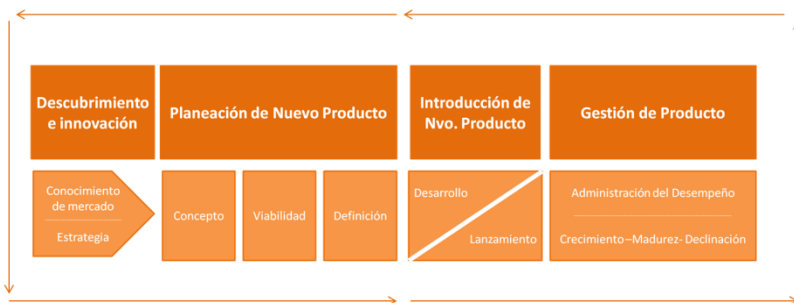 Descubrimiento
e innovación
Planeación de Nuevo Producto
Introducción de
Nvo. Producto
Gestión de Producto
Conocimiento
de mercado
Estrategia
Concepto
Viabilidad
Definición
Desarrollo
Lanzamiento
Administración del Desempeño
Crecimiento –Madurez- Declinación